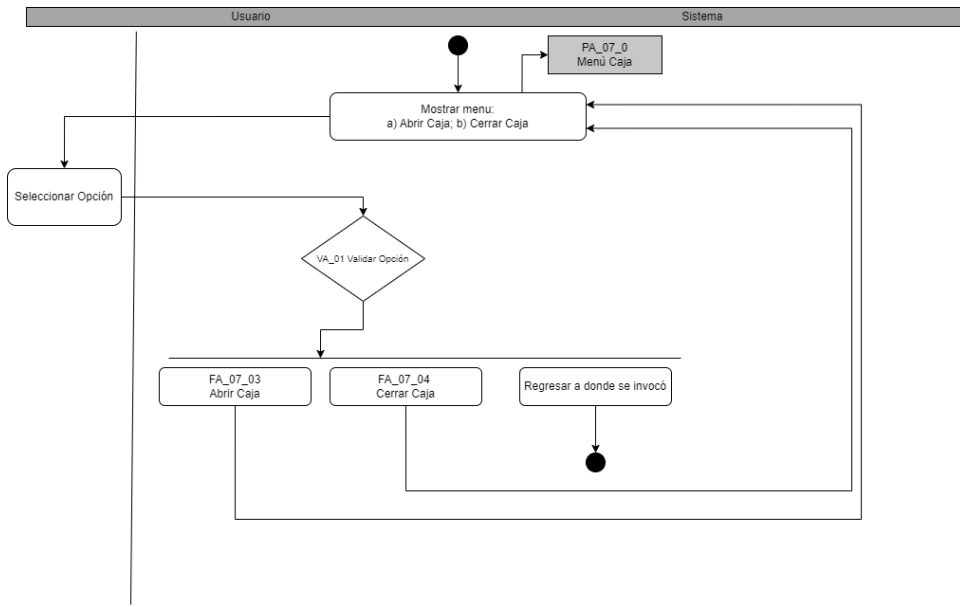 Usuario
Sistema
PA_07_0
Menú Caja
Mostrar menu:
a) Abrir Caja; b) Cerrar Caja
Seleccionar Opción
VA_01 Validar Opción
FA_07_03
Abrir Caja
FA_07_04
Cerrar Caja
Regresar a donde se invocó